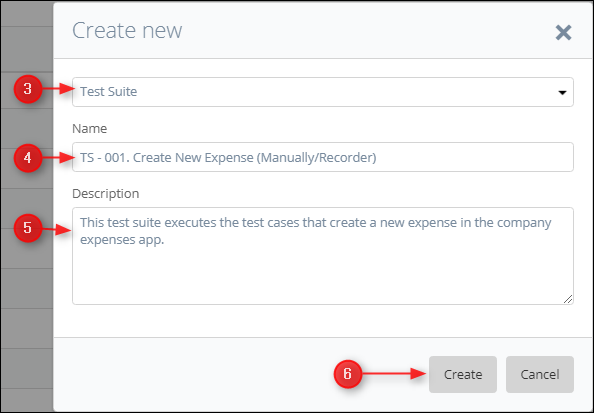 Create new
3
Test Suite
Name
4
TS - 001. Create New Expense (Manually/Recorder)
Description
5
This test suite executes the test cases that create a new expense in the company
expenses app.
6
Create
Cancel